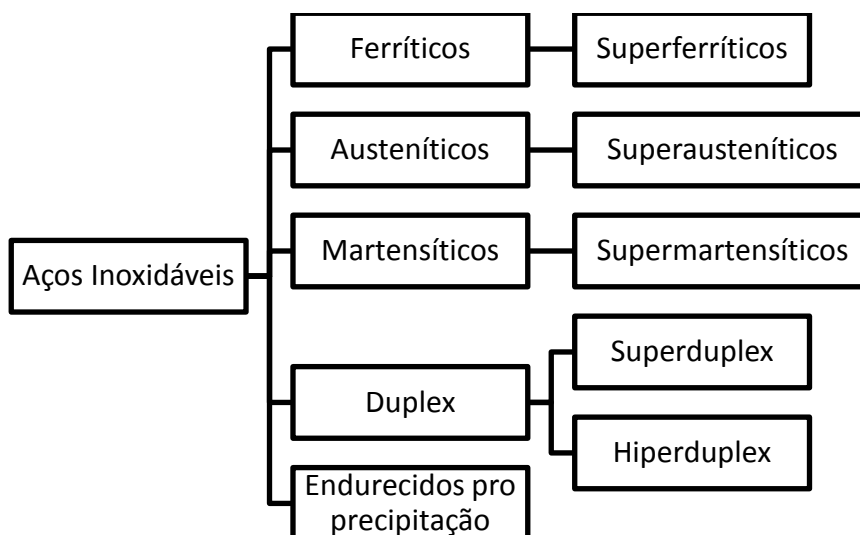 Ferríticos
Superferríticos
Austeníticos
Superausteníticos
Martensíticos
Supermartensíticos
Aços Inoxidáveis
Superduplex
Duplex
Hiperduplex
Endurecidos pro
precipitação